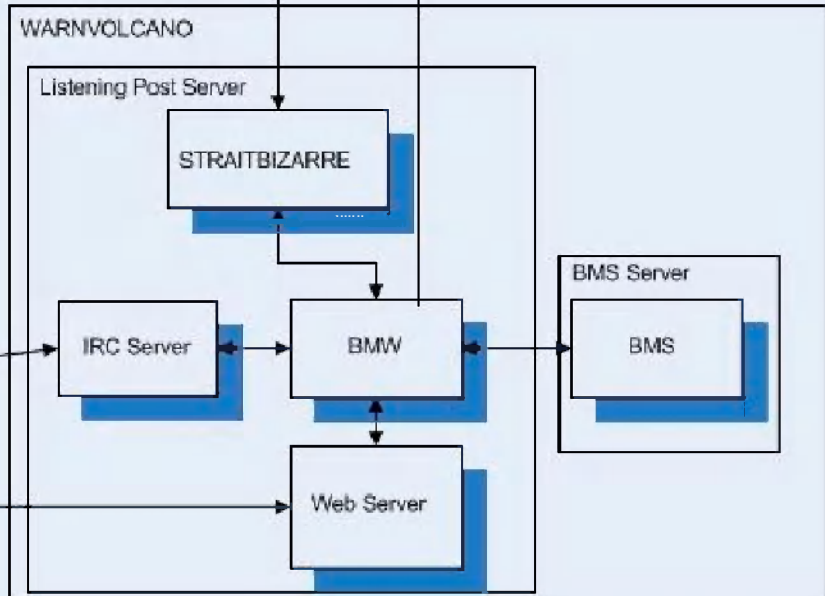 WARNVOLCANO
Listening Post Server
STRAITBIZARRE
BMS Server
IRC Server
BMW
BMS
Web Server